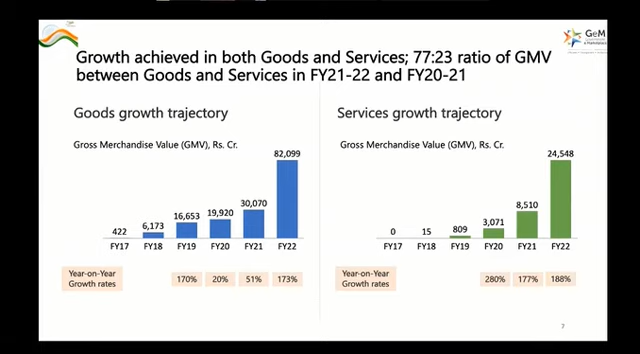 GeM
Growth achieved in both Goods and Services; 77:23 ratio of GMV
between Goods and Services in FY21-22 and FY20-21
Goods growth trajectory
Gross Merchandise Value (GMV), Rs. Cr.
422
6,173
16,653
19,920
30,070
82,099
FY17 FY18 FY19 FY20 FY21 FY22
Year-on-Year
Growth rates
170% 20% 51% 173%
Services growth trajectory
Gross Merchandise Value (GMV), Rs. Cr.
0
15
809
3,071
8,510
24,548
FY17 FY18 FY19 FY20 FY21 FY22
Year-on-Year
Growth rates
280% 177% 188%
7